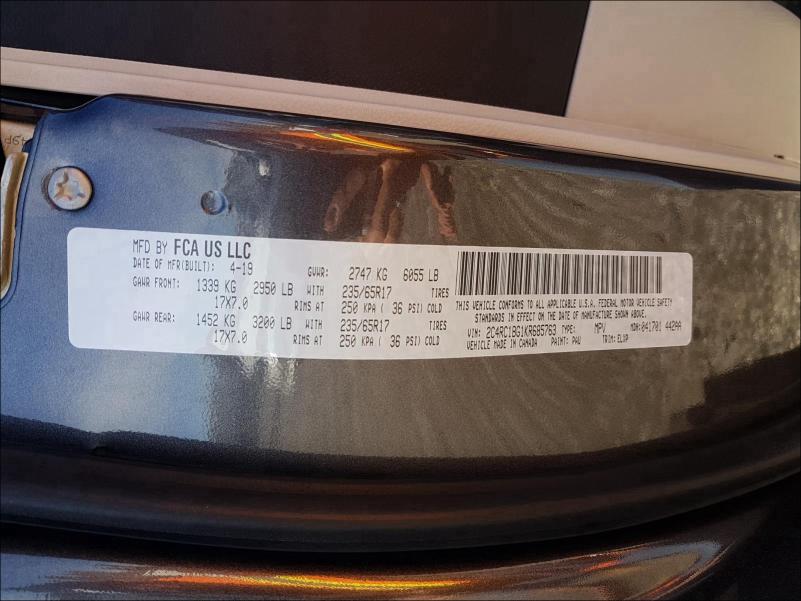 MFD BY FCA US LLC
DATE OF MFR(BUILT): 4-19 GVWR: 2747 KG 6055 LB
GAWR FRONT: 1339 KG 2950 LB WITH 235/65R17 TIRES
17X7.0 RIMS AT 250 KPA ( 36 PSI) COLD
GAWR REAR: 1452 KG 3200 LB WITH 235/65R17 TIRES
17X7.0 RIMS AT 250 KPA ( 36 PSI) COLD
THIS VEHICLE CONFORMS TO ALL APPLICABLE U.S.A. FEDERAL MOTOR VEHICLE SAFETY
STANDARDS IN EFFECT ON THE DATE OF MANUFACTURE SHOWN ABOVE.
VIN: 2C4RC1BG1KR685763 TYPE: MPV MDH:041701 442AA
VEHICLE MADE IN CANADA PAINT: PAU TRIM: ELXP